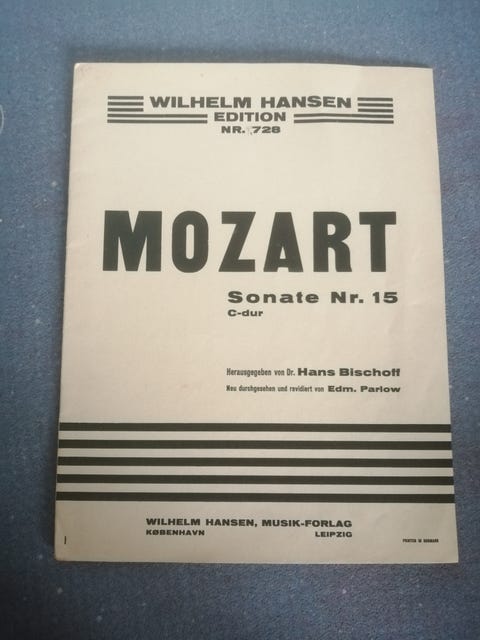 WILHELM HANSEN
EDITION
NR. 728
MOZART
Sonate Nr. 15
C-dur
Herausgegeben von Dr. Hans Bischoff
Neu durchgesehen und revidiert von Edm. Parlow
WILHELM HANSEN, MUSIK-FORLAG
KØBENHAVN LEIPZIG
PRINTED IN DENMARK